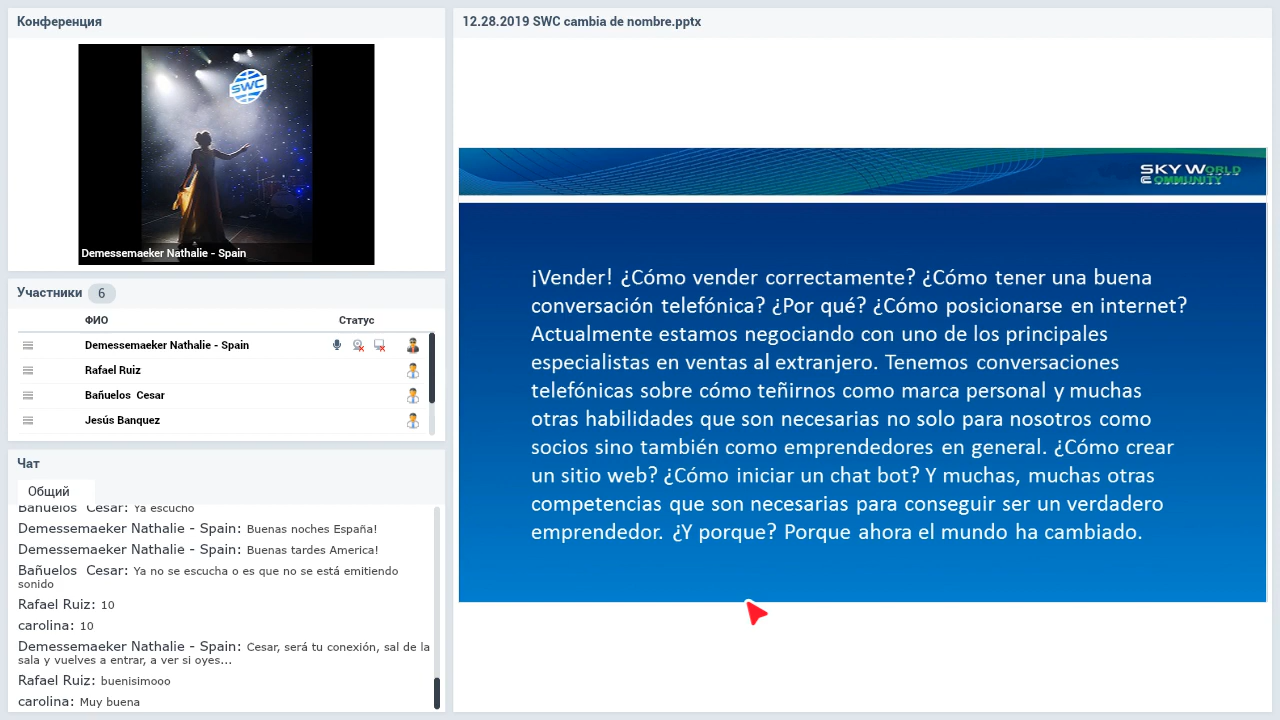 Конференция
SWC
Demessemaeker Nathalie - Spain
Участники 6
ФИО Статус
Demessemaeker Nathalie - Spain
Rafael Ruiz
Bañuelos Cesar
Jesús Banquez
Чат
Общий
Bañuelos Cesar: Ya escucho
Demessemaeker Nathalie - Spain: Buenas noches España!
Demessemaeker Nathalie - Spain: Buenas tardes America!
Bañuelos Cesar: Ya no se escucha o es que no se está emitiendo
sonido
Rafael Ruiz: 10
carolina: 10
Demessemaeker Nathalie - Spain: Cesar, será tu conexión, sal de la
sala y vuelves a entrar, a ver si oyes...
Rafael Ruiz: buenisimooo
carolina: Muy buena
12.28.2019 SWC cambia de nombre.pptx
SKY WORLD
COMMUNITY
¡Vender! ¿Cómo vender correctamente? ¿Cómo tener una buena
conversación telefónica? ¿Por qué? ¿Cómo posicionarse en internet?
Actualmente estamos negociando con uno de los principales
especialistas en ventas al extranjero. Tenemos conversaciones
telefónicas sobre cómo teñirnos como marca personal y muchas
otras habilidades que son necesarias no solo para nosotros como
socios sino también como emprendedores en general. ¿Cómo crear
un sitio web? ¿Cómo iniciar un chat bot? Y muchas, muchas otras
competencias que son necesarias para conseguir ser un verdadero
emprendedor. ¿Y porque? Porque ahora el mundo ha cambiado.